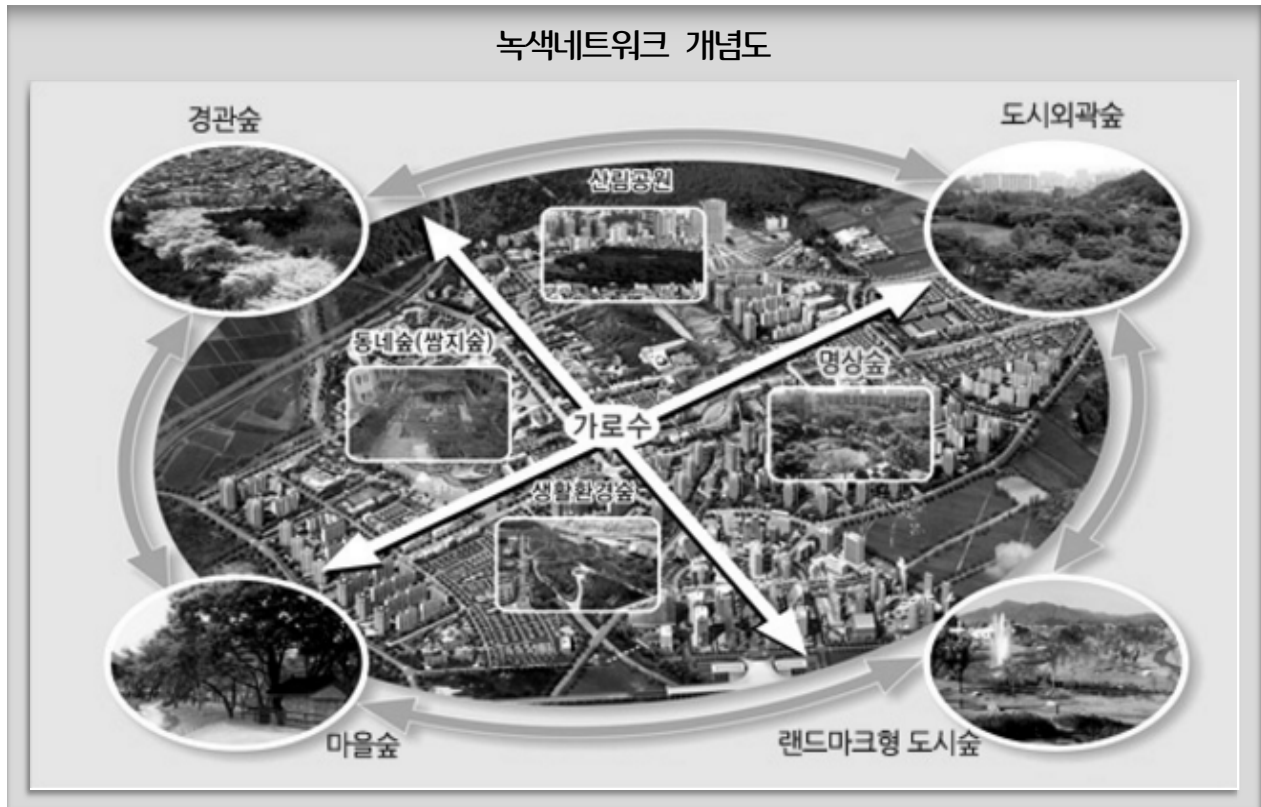 녹색네트워크 개념도
경관숲
도시외곽숲
산림공원
동네숲(쌈지숲)
명상숲
가로수
생활환경숲
마을숲
랜드마크형 도시숲